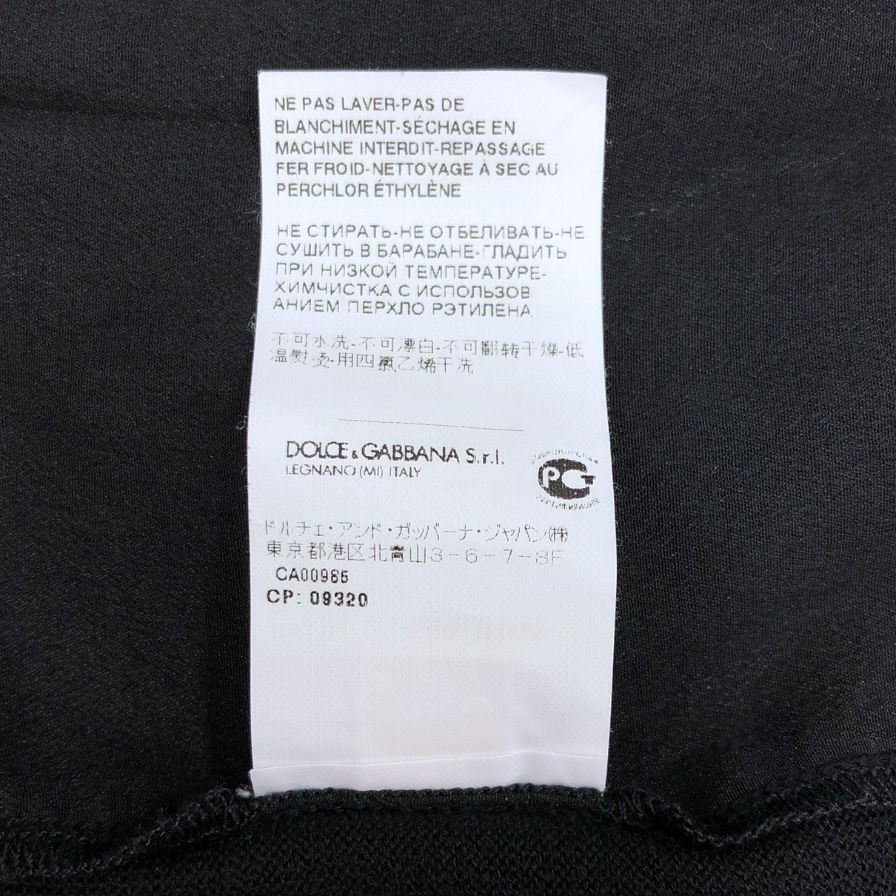 NE PAS LAVER-PAS DE
BLANCHIMENT-SÉCHAGE EN
MACHINE INTERDIT-REPASSAGE
FER FROID-NETTOYAGE À SEC AU
PERCHLOR ÉTHYLÈNE
НЕ СТИРАТЬ-НЕ ОТБЕЛИВАТЬ-НЕ
СУШИТЬ В БАРАБАНЕ-ГЛАДИТЬ
ПРИ НИЗКОЙ ТЕМПЕРАТУРЕ-
ХИМЧИСТКА С ИСПОЛЬЗОВ
АНИЕМ ПЕРХЛО РЭТИЛЕНА
不可水洗-不可漂白-不可翻转干燥-低
温熨烫-用四氯乙烯干洗
DOLCE & GABBANA S.r.l.
LEGNANO (MI) ITALY
РСТ
ドルチェ・アンド・ガッバーナ・ジャパン(株)
東京都港区北青山3-6-7-8F
CA00985
CP: 09320